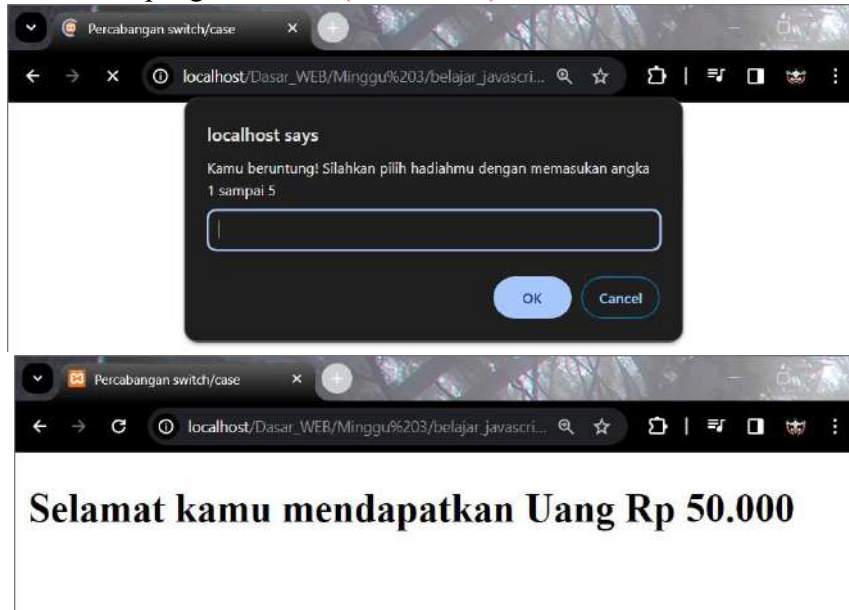 Percabangan switch/case
localhost/Dasar_WEB/Minggu%203/belajar_javascri...
localhost says
Kamu beruntung! Silahkan pilih hadiahmu dengan memasukan angka
1 sampai 5
OK Cancel
Percabangan switch/case
localhost/Dasar_WEB/Minggu%203/belajar_javascri...
Selamat kamu mendapatkan Uang Rp 50.000